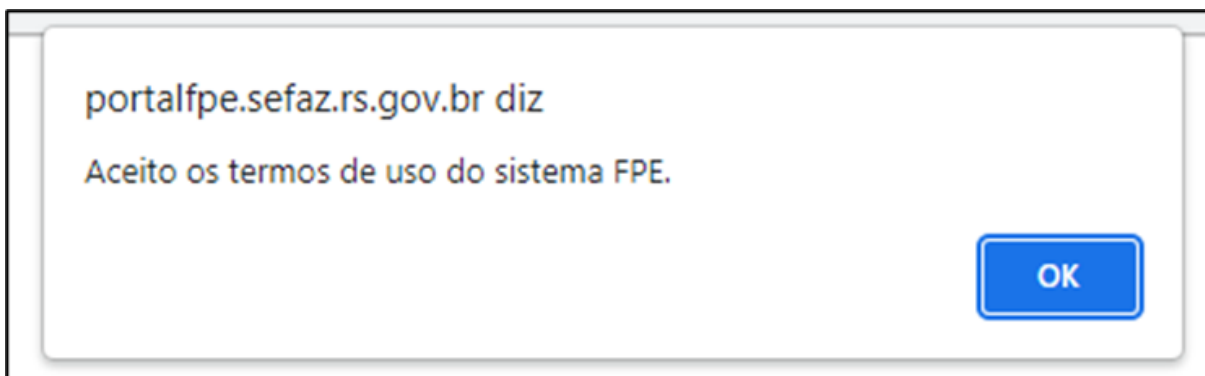 portalfpe.sefaz.rs.gov.br diz
Aceito os termos de uso do sistema FPE.
OK